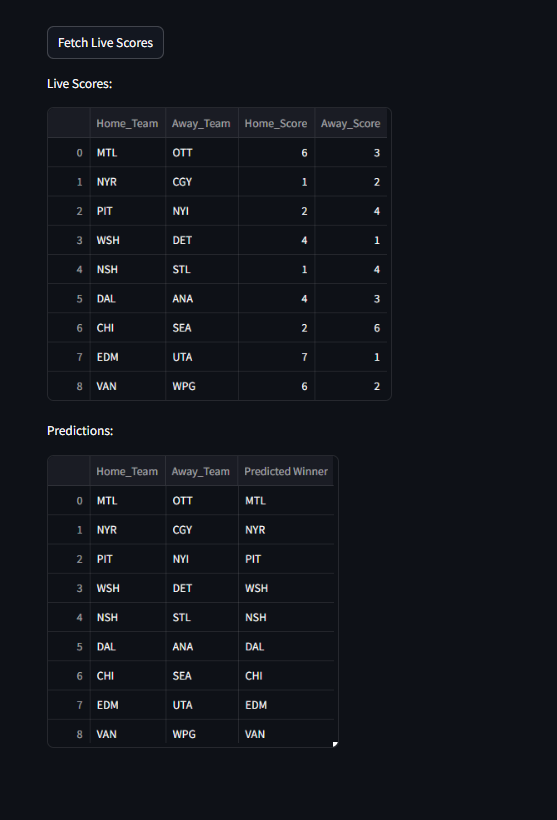 Fetch Live Scores
Live Scores:
Home_Team Away_Team Home_Score Away_Score
0 MTL OTT 6 3
1 NYR CGY 1 2
2 PIT NYI 2 4
3 WSH DET 4 1
4 NSH STL 1 4
5 DAL ANA 4 3
6 CHI SEA 2 6
7 EDM UTA 7 1
8 VAN WPG 6 2
Predictions:
Home_Team Away_Team Predicted Winner
0 MTL OTT MTL
1 NYR CGY NYR
2 PIT NYI PIT
3 WSH DET WSH
4 NSH STL NSH
5 DAL ANA DAL
6 CHI SEA CHI
7 EDM UTA EDM
8 VAN WPG VAN